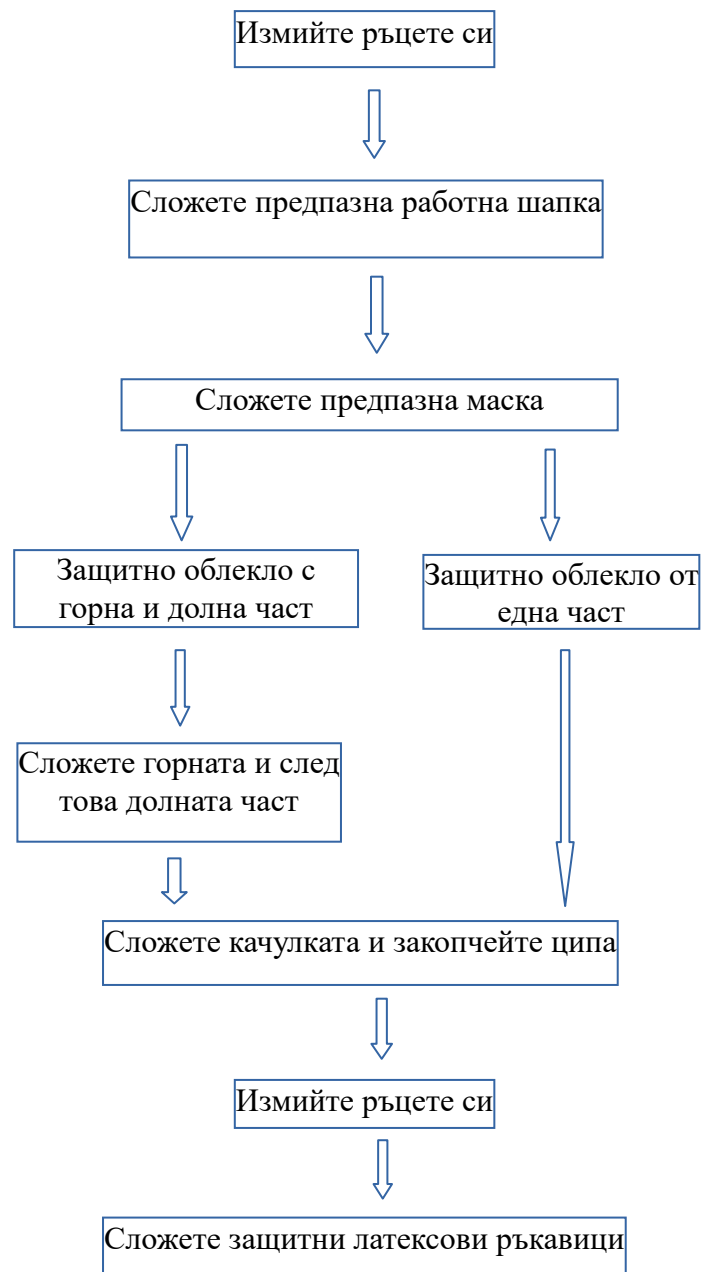 Измийте ръцете си
Сложете предпазна работна шапка
Сложете предпазна маска
Защитно облекло с
горна и долна част
Защитно облекло от
една част
Сложете горната и след
това долната част
Сложете качулката и закопчейте ципа
Измийте ръцете си
Сложете защитни латексови ръкавици